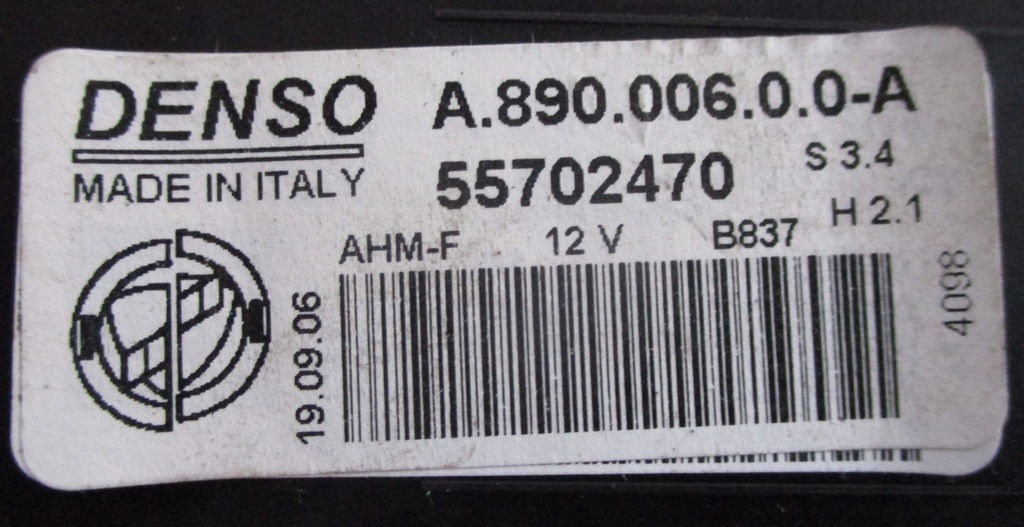 DENSO
MADE IN ITALY
A.890.006.0.0-A
55702470
S 3.4
H 2.1
AHM-F 12 V B837
19.09.06
4098